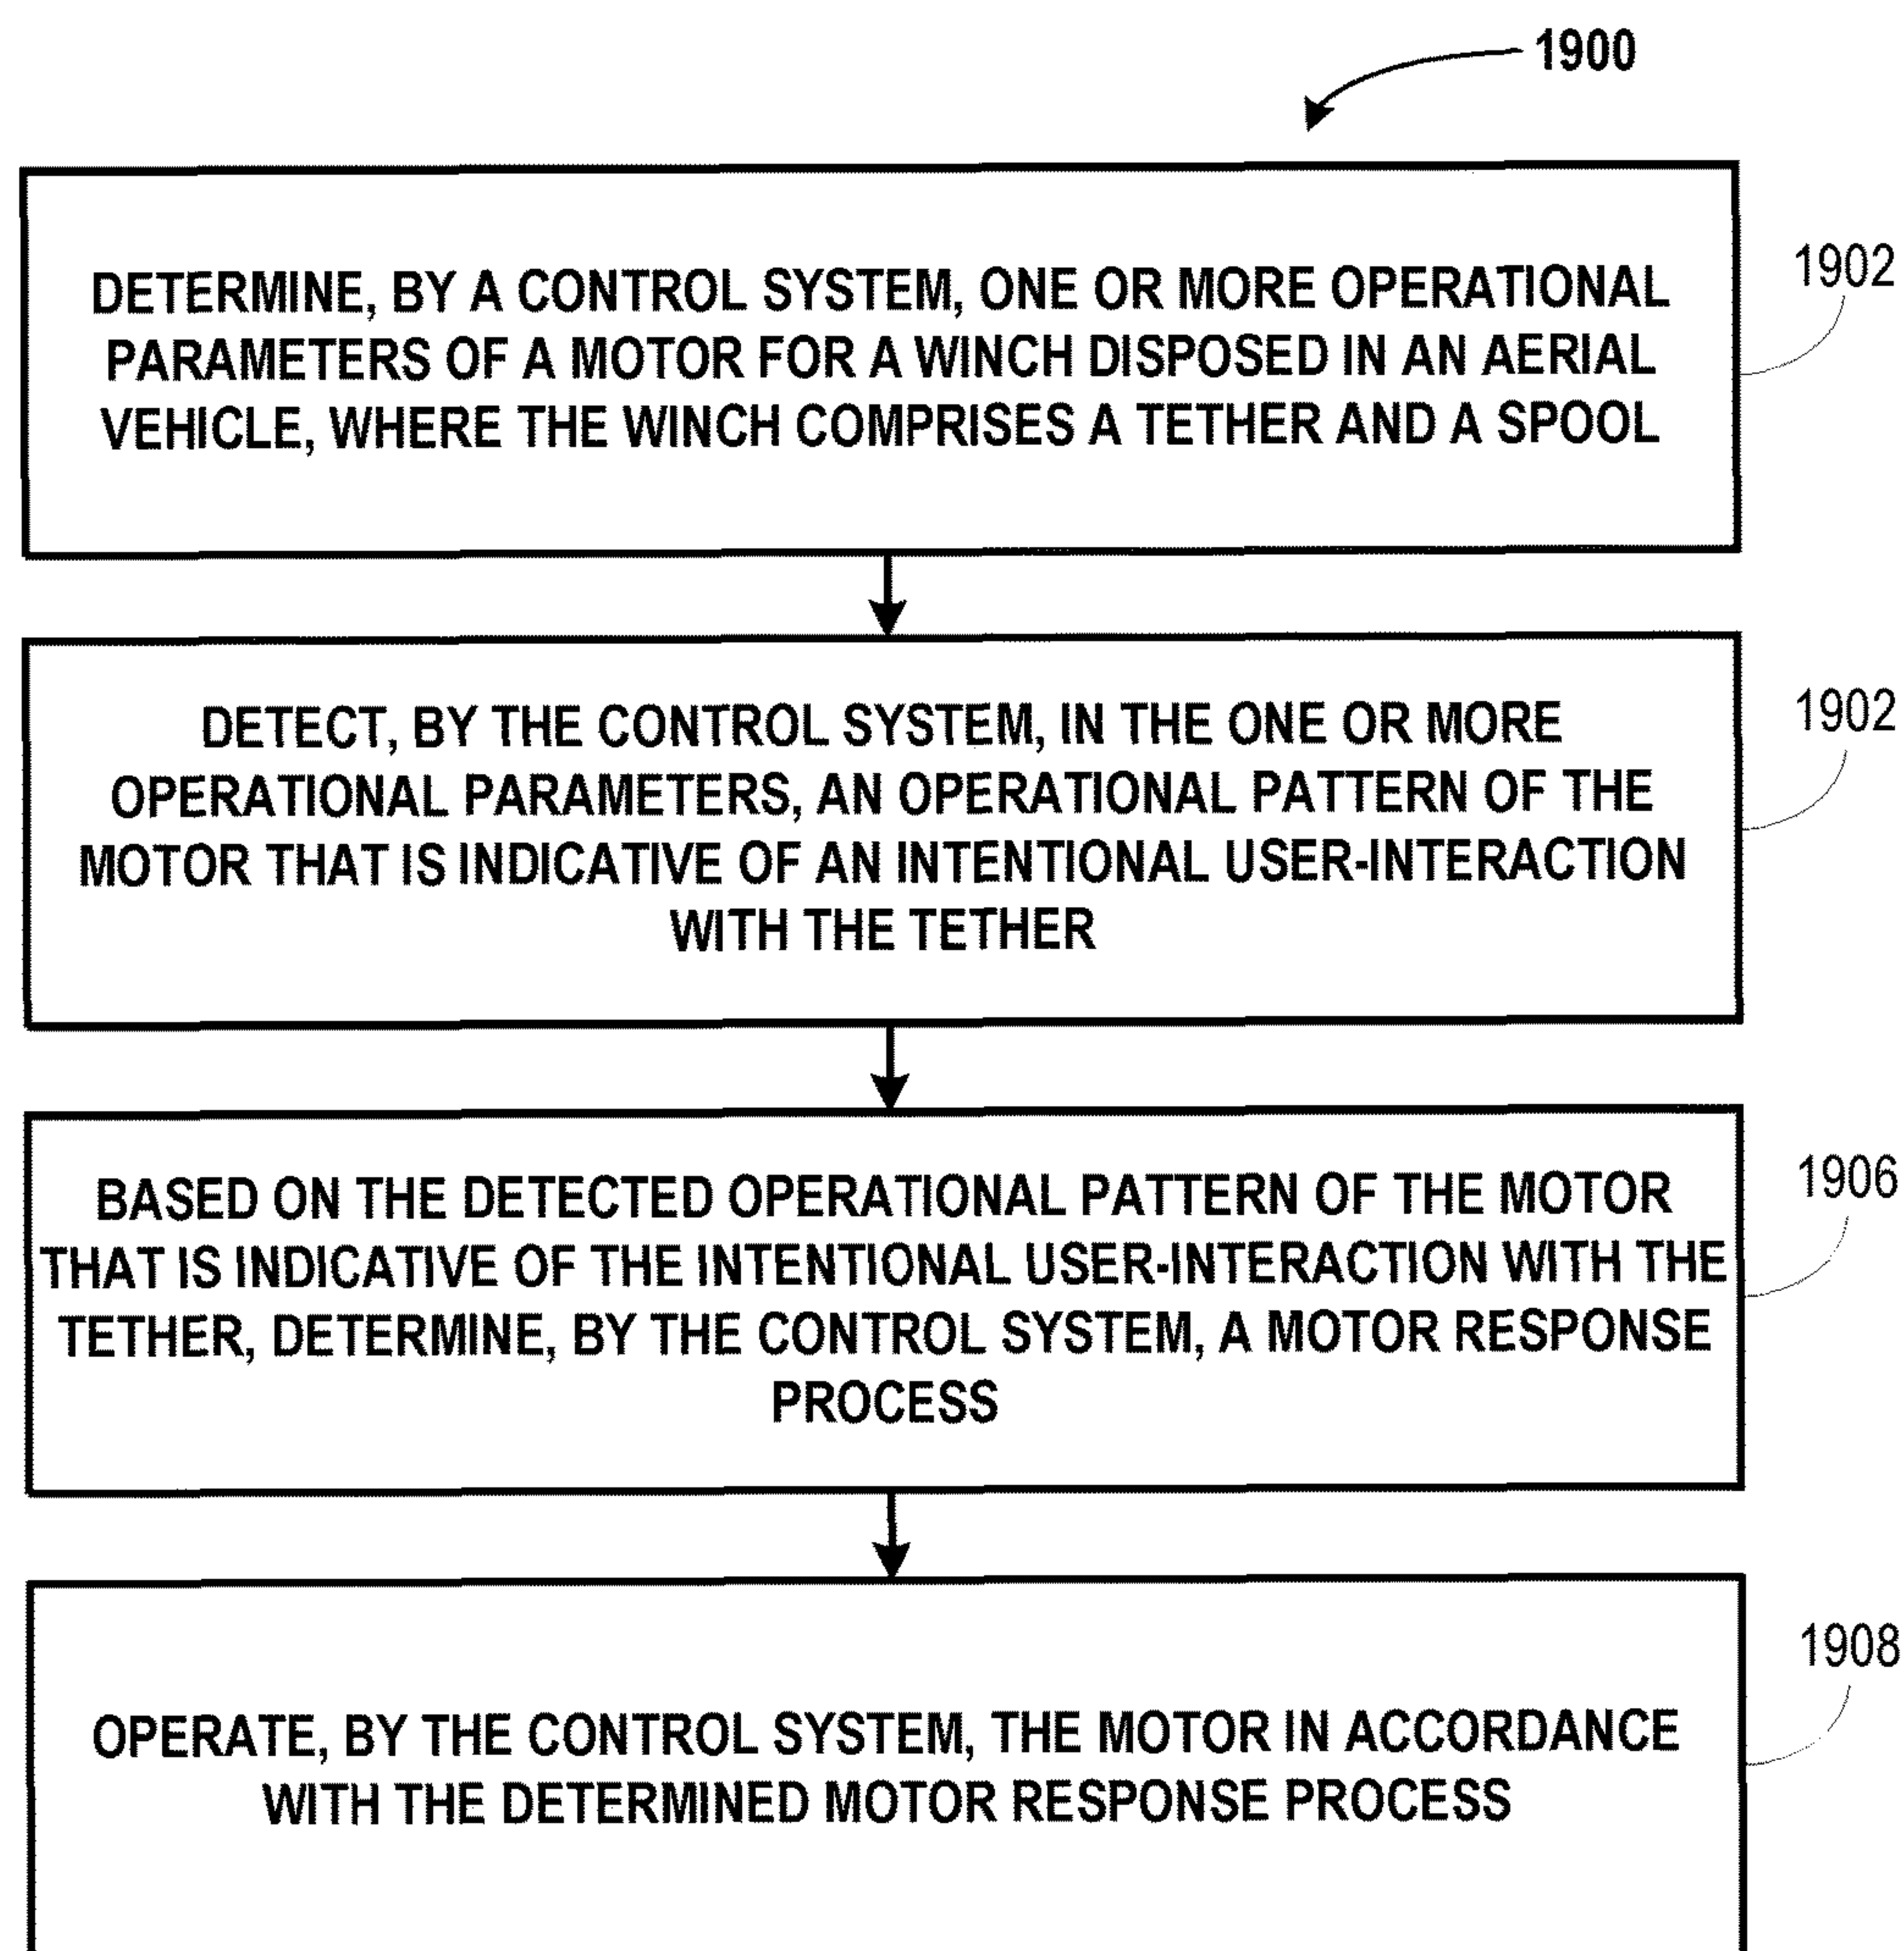 1900
DETERMINE, BY A CONTROL SYSTEM, ONE OR MORE OPERATIONAL
PARAMETERS OF A MOTOR FOR A WINCH DISPOSED IN AN AERIAL
VEHICLE, WHERE THE WINCH COMPRISES A TETHER AND A SPOOL
1902
DETECT, BY THE CONTROL SYSTEM, IN THE ONE OR MORE
OPERATIONAL PARAMETERS, AN OPERATIONAL PATTERN OF THE
MOTOR THAT IS INDICATIVE OF AN INTENTIONAL USER-INTERACTION
WITH THE TETHER
1902
BASED ON THE DETECTED OPERATIONAL PATTERN OF THE MOTOR
THAT IS INDICATIVE OF THE INTENTIONAL USER-INTERACTION WITH THE
TETHER, DETERMINE, BY THE CONTROL SYSTEM, A MOTOR RESPONSE
PROCESS
1906
OPERATE, BY THE CONTROL SYSTEM, THE MOTOR IN ACCORDANCE
WITH THE DETERMINED MOTOR RESPONSE PROCESS
1908